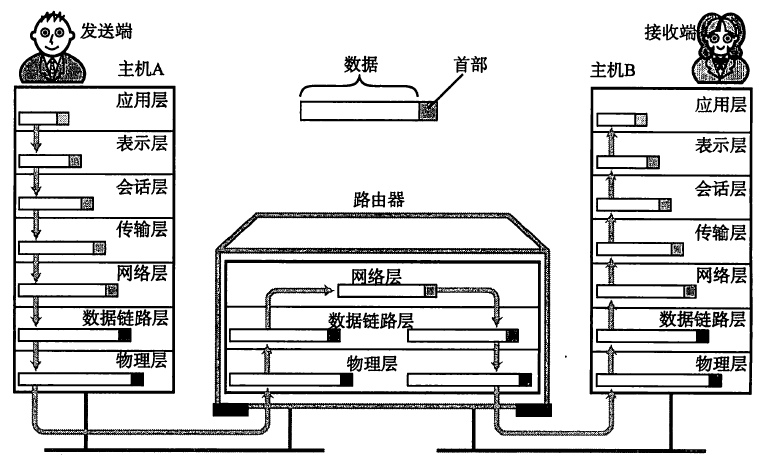 发送端
主机A
应用层
表示层
会话层
传输层
网络层
数据链路层
物理层
数据
首部
路由器
网络层
数据链路层
物理层
接收端
主机B
应用层
表示层
会话层
传输层
网络层
数据链路层
物理层